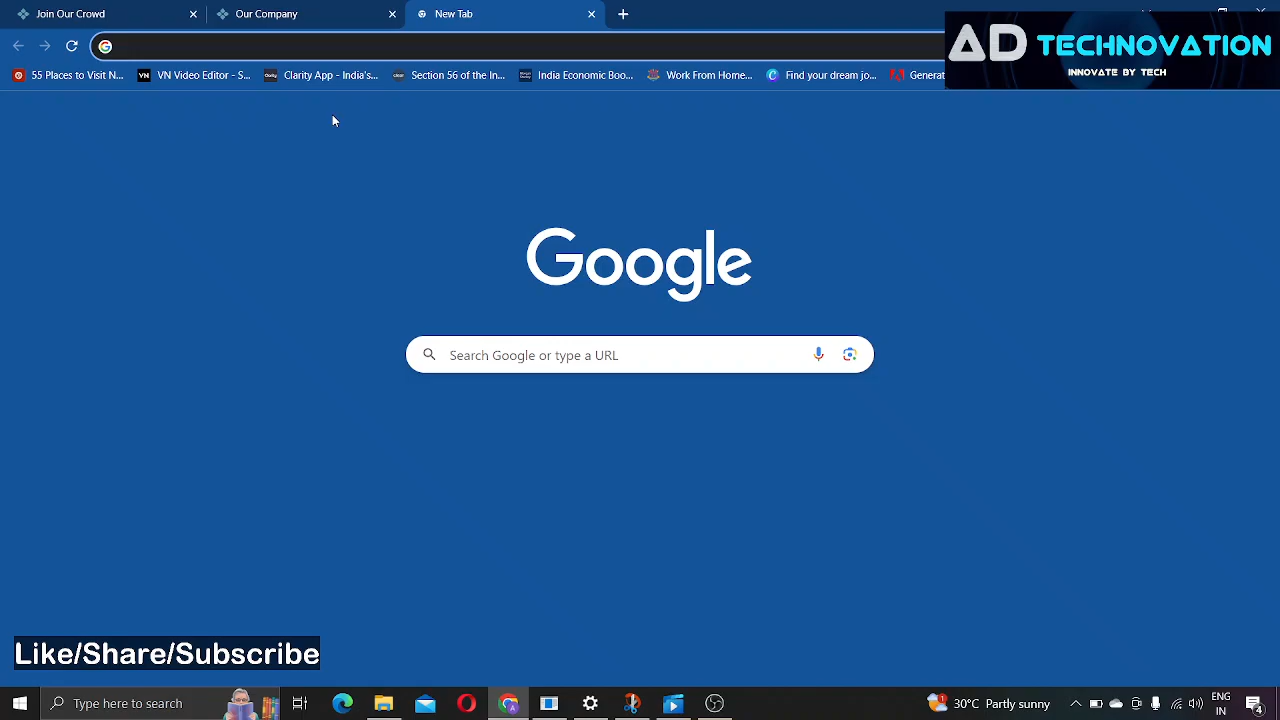 Join Our Crowd
Our Company
New Tab
55 Places to Visit N...
VN Video Editor - S...
Clarity App - India's...
Section 56 of the In...
India Economic Boo...
Work From Home...
Find your dream jo...
Generat
AD TECHNOVATION
INNOVATE BY TECH
Google
Search Google or type a URL
Like/Share/Subscribe
Type here to search
30°C Partly sunny
ENG
IN